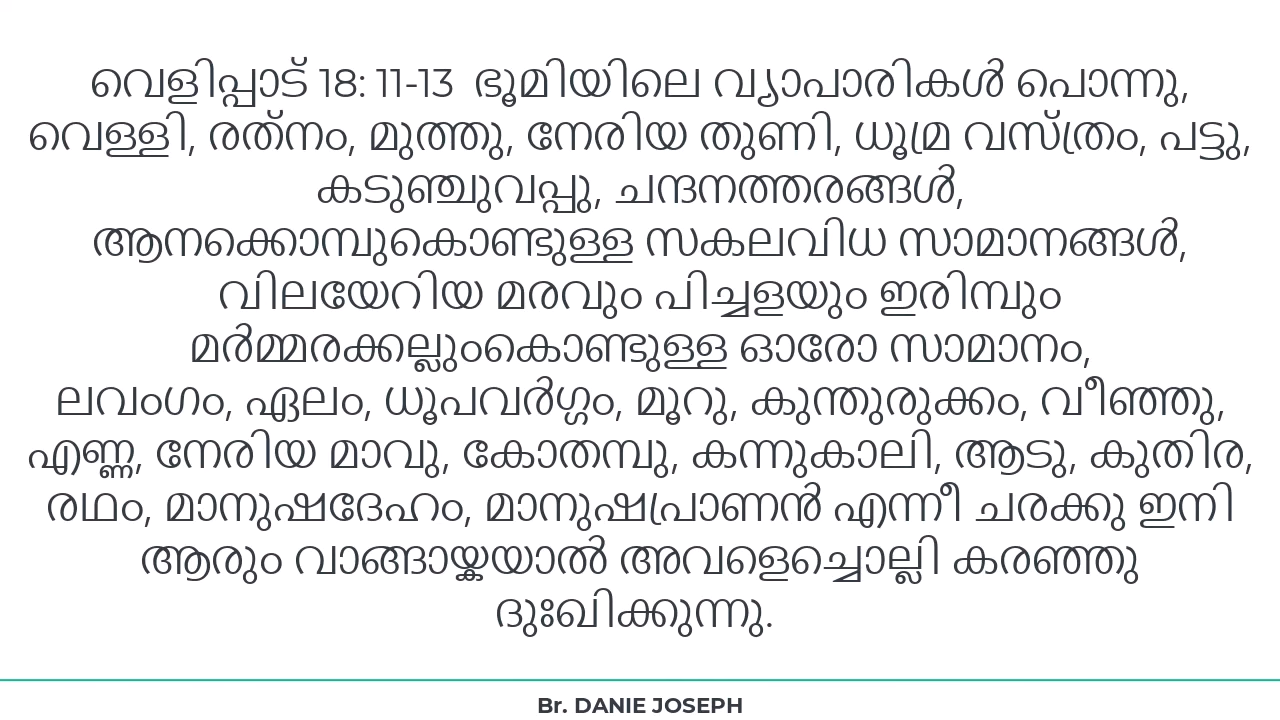 വെളിപ്പാട് 18: 11-13 ഭൂമിയിലെ വ്യാപാരികൾ പൊന്നു,
വെള്ളി, രത്നം, മുത്തു, നേരിയ തുണി, ധൂമ്ര വസ്ത്രം, പട്ടു,
കടുഞ്ചുവപ്പു, ചന്ദനത്തരങ്ങൾ,
ആനക്കൊമ്പുകൊണ്ടുള്ള സകലവിധ സാമാനങ്ങൾ,
വിലയേറിയ മരവും പിച്ചളയും ഇരിമ്പും
മർമ്മരക്കല്ലുംകൊണ്ടുള്ള ഓരോ സാമാനം,
ലവംഗം, ഏലം, ധൂപവർഗ്ഗം, മൂറു, കുന്തുരുക്കം, വീഞ്ഞു,
എണ്ണ, നേരിയ മാവു, കോതമ്പു, കന്നുകാലി, ആടു, കുതിര,
രഥം, മാനുഷദേഹം, മാനുഷപ്രാണൻ എന്നീ ചരക്കു ഇനി
ആരും വാങ്ങായ്കയാൽ അവളെച്ചൊല്ലി കരഞ്ഞു
ദുഃഖിക്കുന്നു.
Br. DANIE JOSEPH